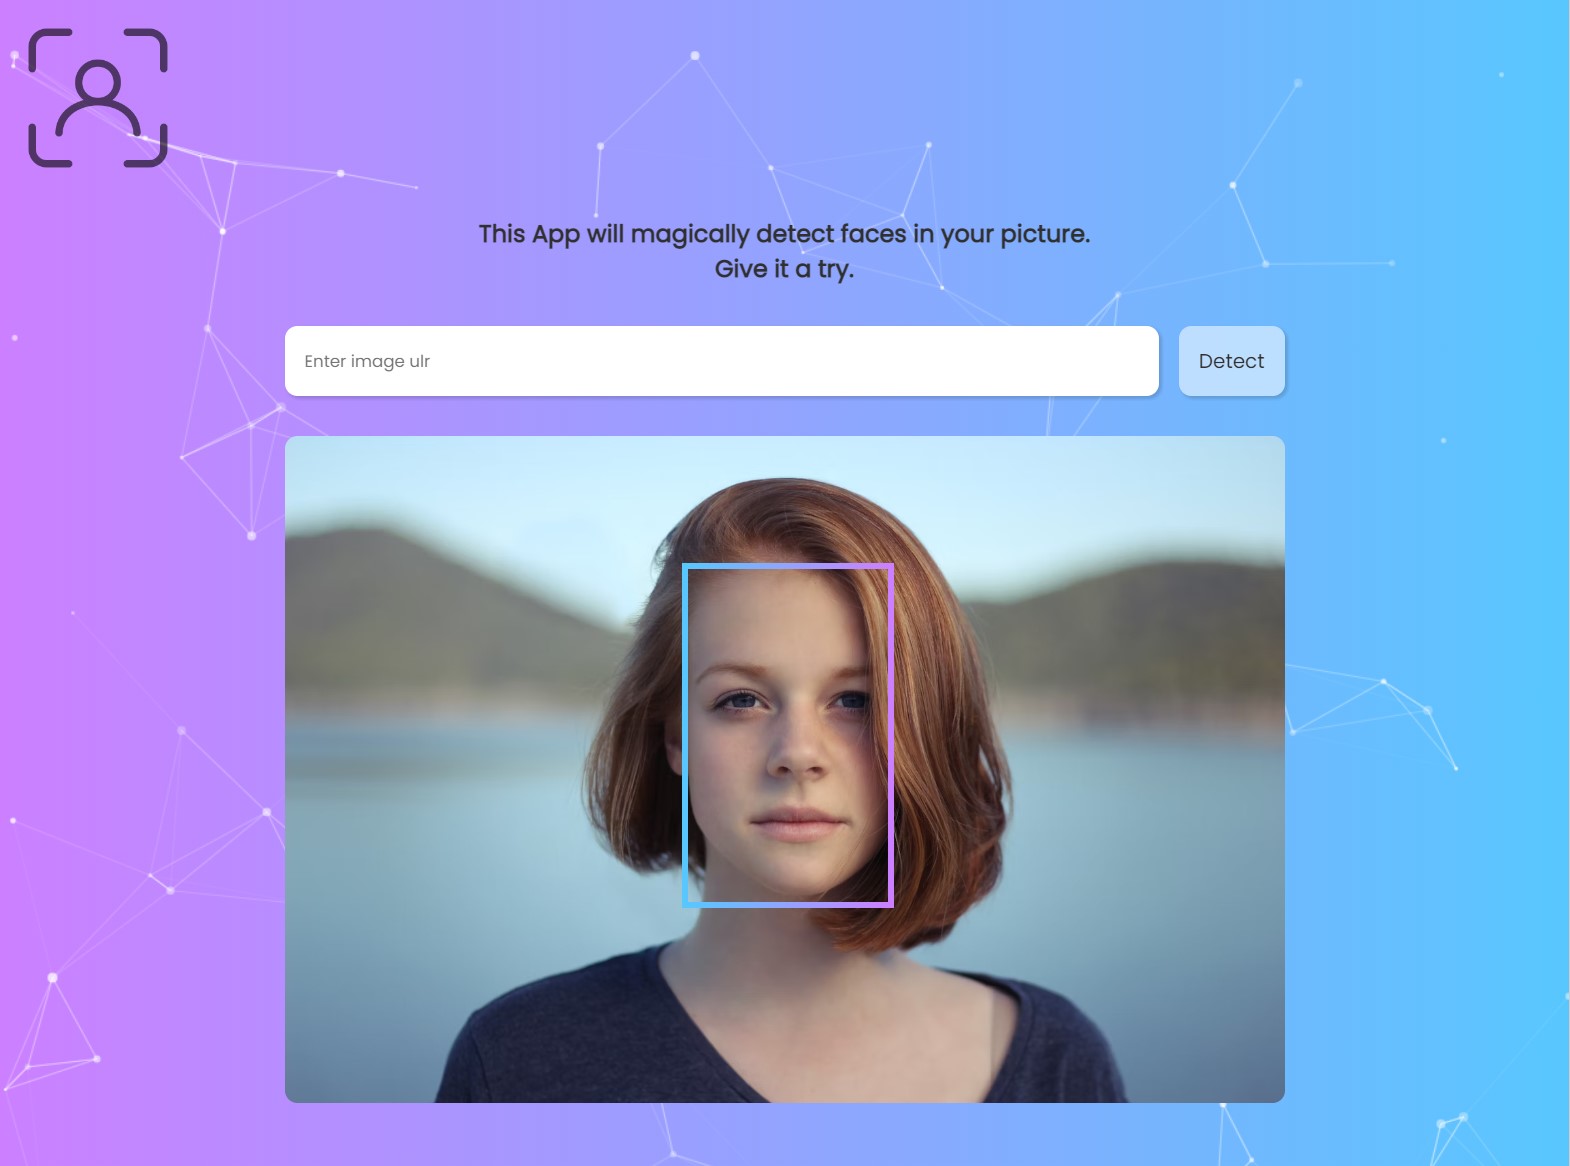 This App will magically detect faces in your picture.
Give it a try.
Enter image ulr
Detect